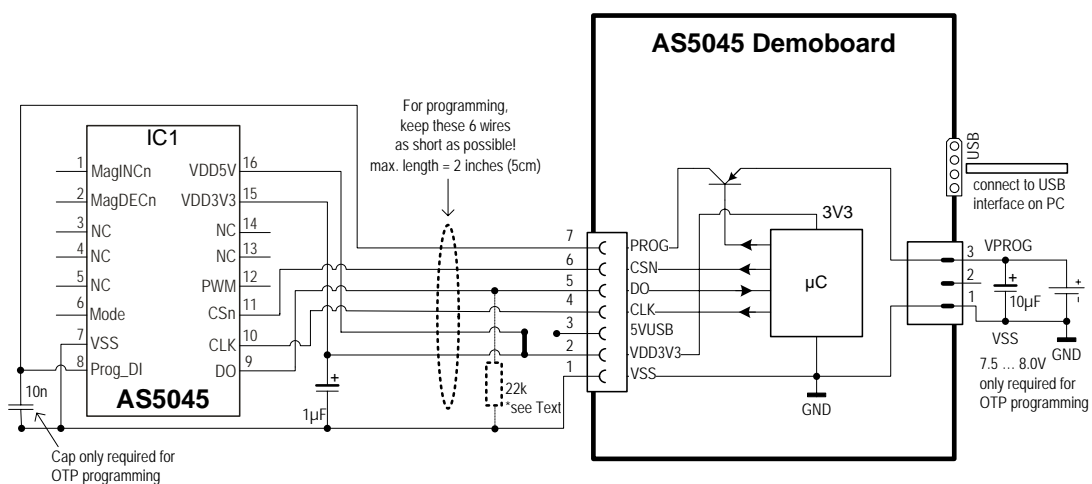 AS5045 Demoboard
For programming,
keep these 6 wires
as short as possible!
max. length = 2 inches (5cm)
IC1
1 MagINCn
2 MagDECn
3 NC
4 NC
5 NC
6 Mode
7 VSS
8 Prog_DI
VDD5V 16
VDD3V3 15
NC 14
NC 13
PWM 12
CSn 11
CLK 10
DO 9
AS5045
10n
Cap only required for
OTP programming
1µF
+
22k
*see Text
7 PROG
6 CSN
5 DO
4 CLK
3 5VUSB
2 VDD3V3
1 VSS
3V3
µC
GND
USB
connect to USB
interface on PC
3 VPROG
2
1
+
10µF
+
VSS
GND
7.5 ... 8.0V
only required for
OTP programming